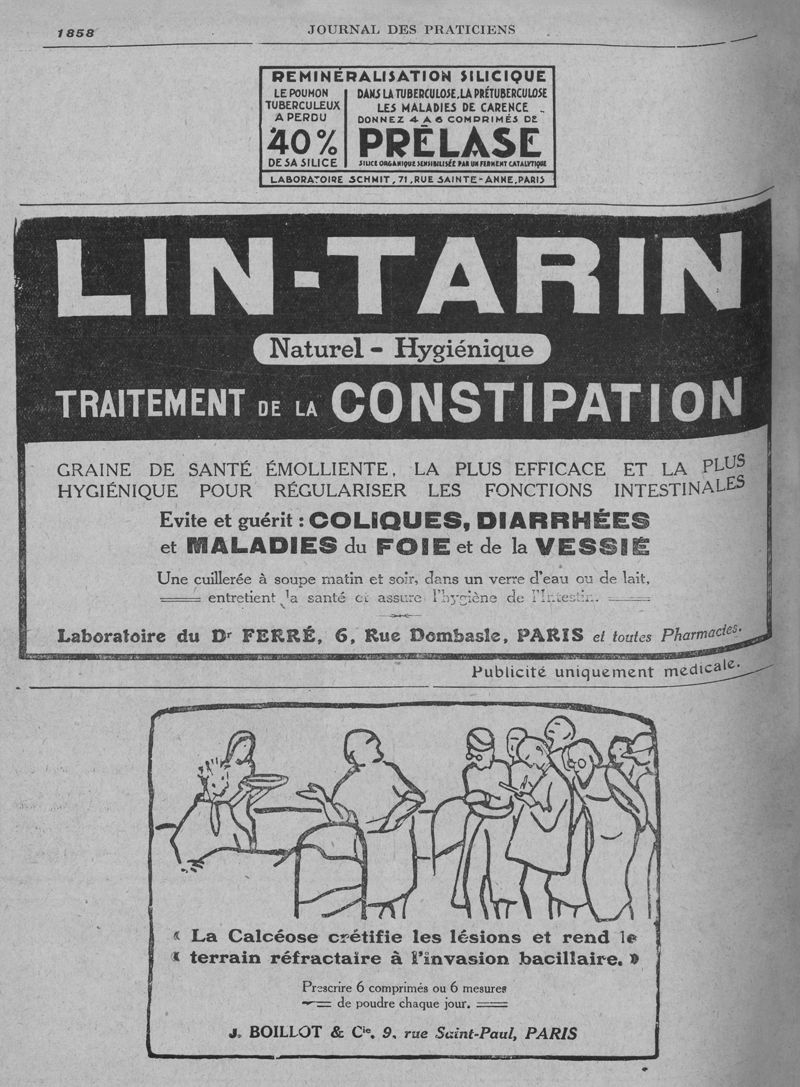 1858
JOURNAL DES PRATICIENS
REMINÉRALISATION SILICIQUE
LE POUMON
TUBERCULEUX
A PERDU
40%
DE SA SILICE
DANS LA TUBERCULOSE, LA PRÉTUBERCULOSE
LES MALADIES DE CARENCE ..
DONNEZ 4 A 6 COMPRIMÉS DE
PRÊLASE
SILICE ORGANIQUE SENSIBILISÉE PAR UN FERMENT CATALYTIQUE
LABORATOIRE SCHMIT, 71, RUE SAINTE-ANNE, PARIS
LIN-TARIN
Naturel - Hygiénique
TRAITEMENT DE LA CONSTIPATION
GRAINE DE SANTÉ ÉMOLLIENTE, LA PLUS EFFICACE ET LA PLUS
HYGIÉNIQUE POUR RÉGULARISER LES FONCTIONS INTESTINALES
Evite et guérit : COLIQUES, DIARRHÉES
et MALADIES du FOIE et de la VESSIE
Une cuillerée à soupe matin et soir, dans un verre d'eau ou de lait,
entretient la santé et assure l'hygiène de l'Intestin.
Laboratoire du Dr FERRÉ, 6, Rue Dombasle, PARIS et toutes Pharmacies.
Publicité uniquement médicale.
« La Calcéose crétifie les lésions et rend le
« terrain réfractaire à l'invasion bacillaire. »
Prescrire 6 comprimés ou 6 mesures
de poudre chaque jour.
J. BOILLOT & Cie, 9, rue Saint-Paul, PARIS